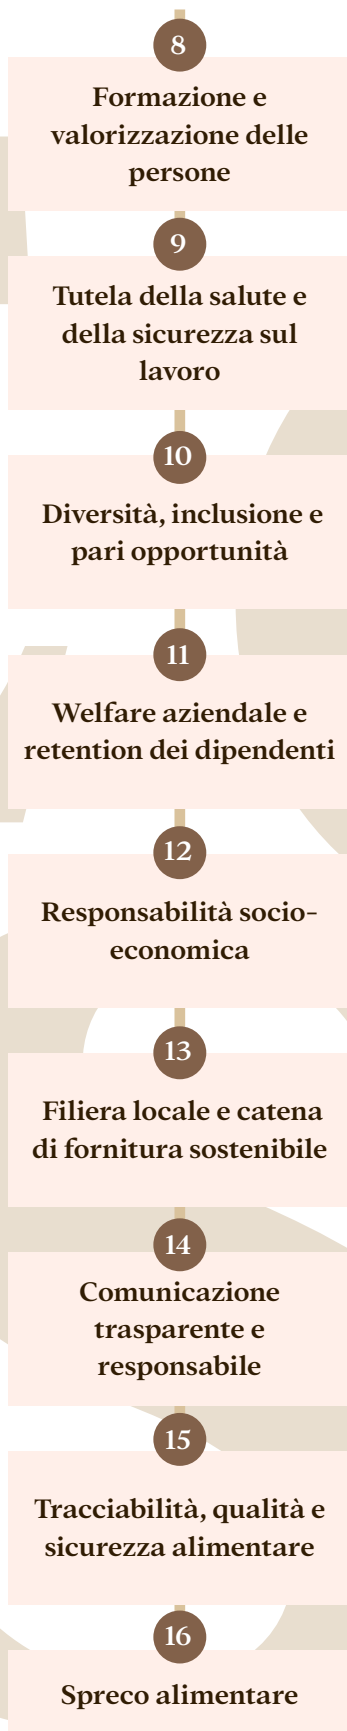 8
Formazione e
valorizzazione delle
persone
9
Tutela della salute e
della sicurezza sul
lavoro
10
Diversità, inclusione e
pari opportunità
11
Welfare aziendale e
retention dei dipendenti
12
Responsabilità socio-
economica
13
Filiera locale e catena
di fornitura sostenibile
14
Comunicazione
trasparente e
responsabile
15
Tracciabilità, qualità e
sicurezza alimentare
16
Spreco alimentare